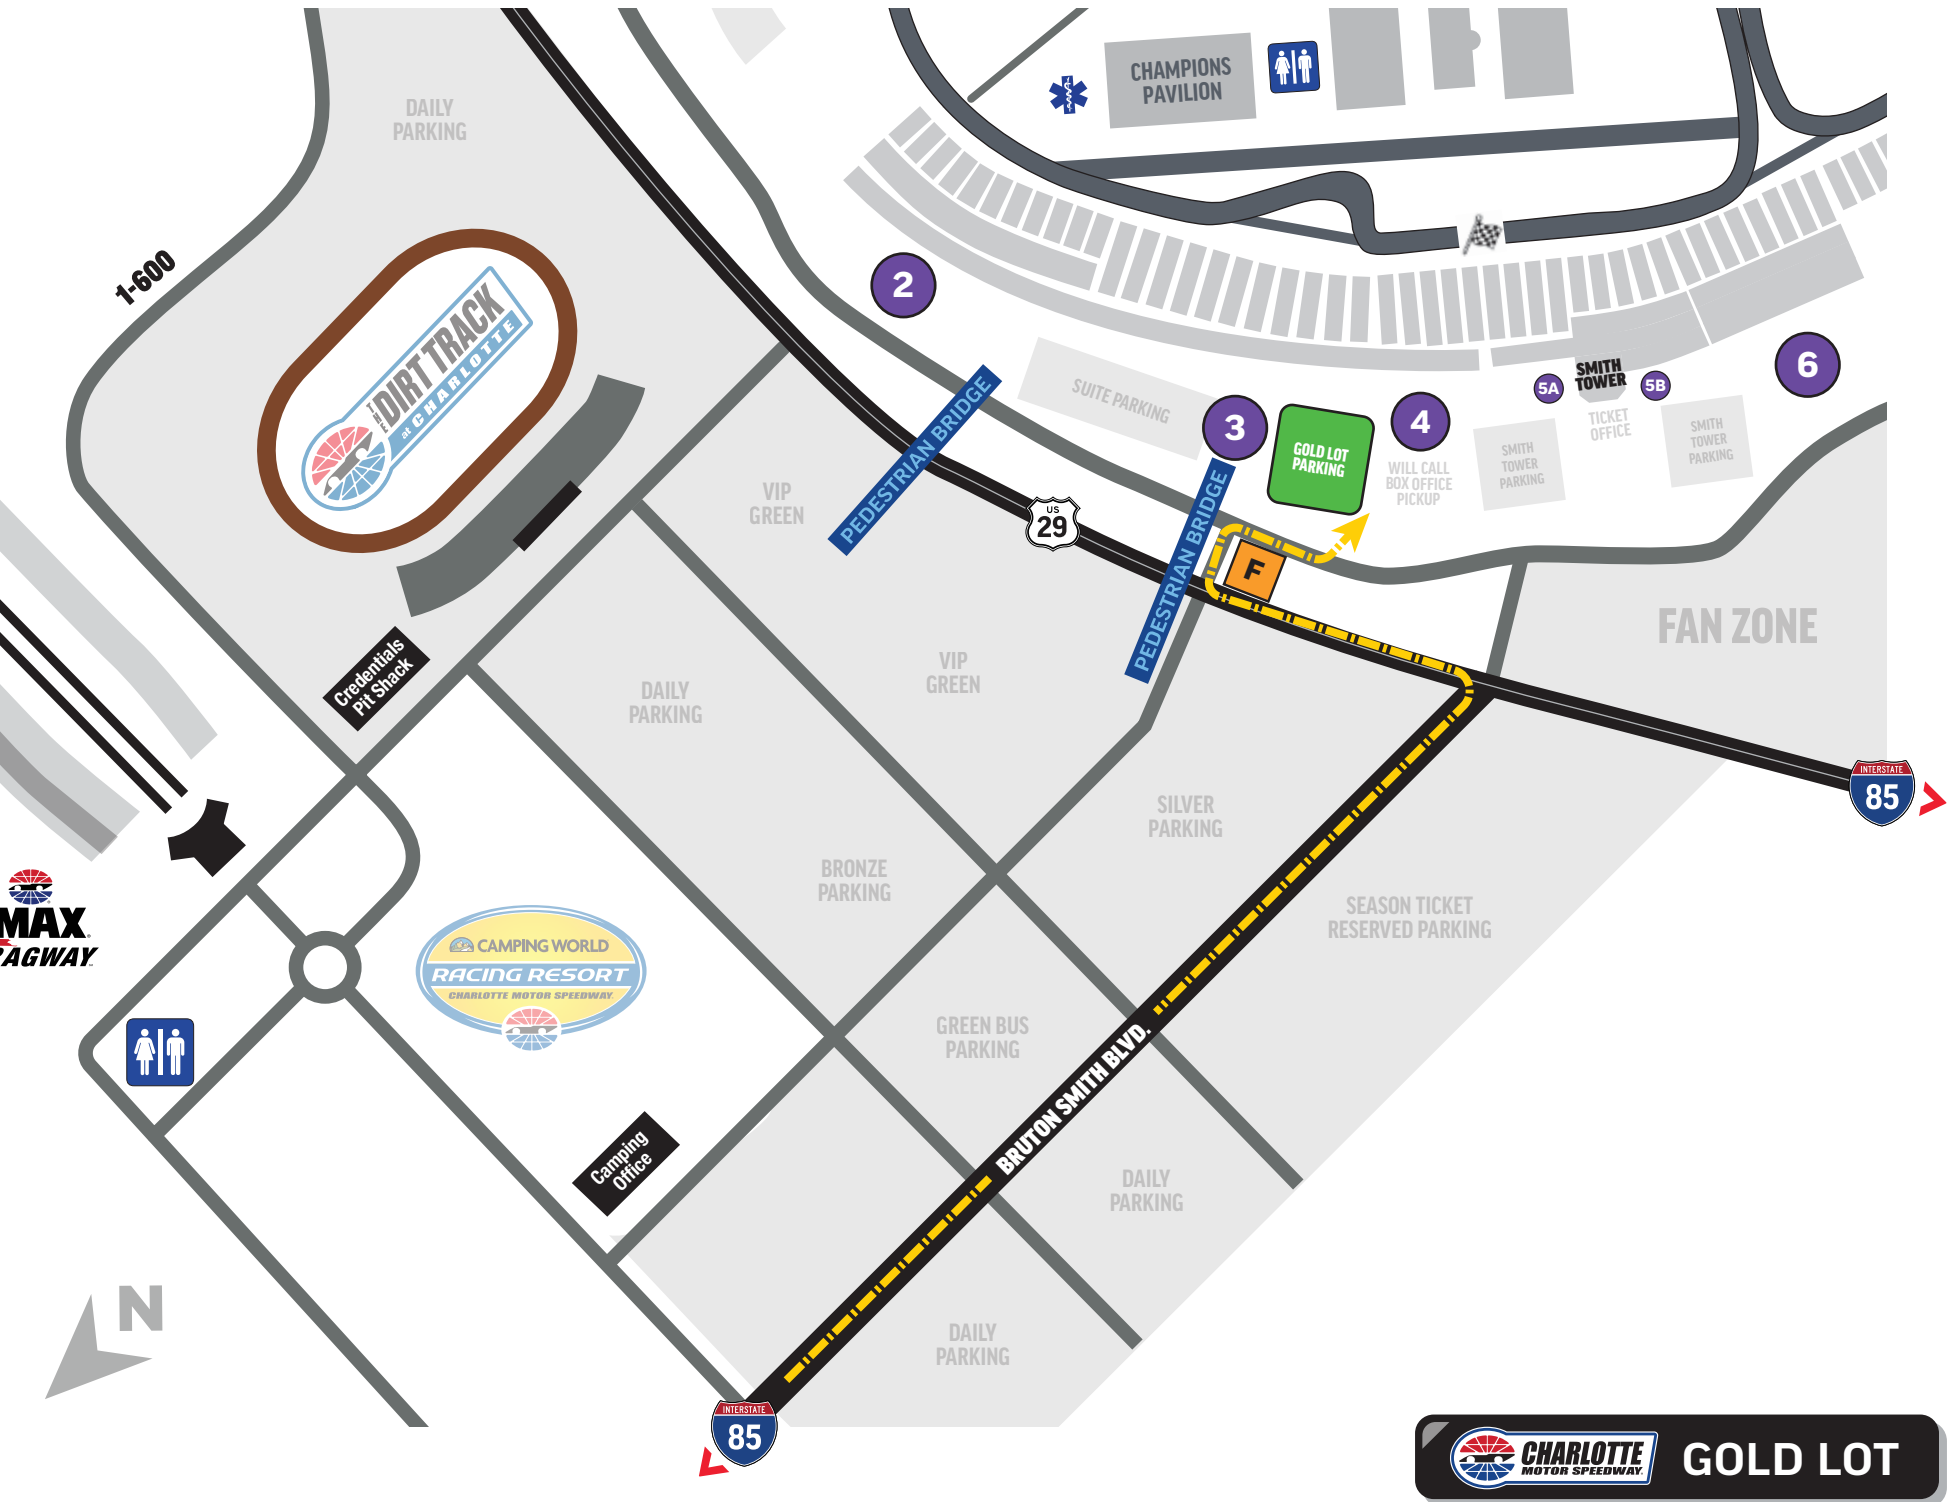 DAILY
PARKING
CHAMPIONS
PAVILION
1-600
2
THE
DIRT TRACK
at CHARLOTTE
SUITE PARKING
3
GOLD LOT
PARKING
4
WILL CALL
BOX OFFICE
PICKUP
5A
SMITH
TOWER
5B
TICKET
OFFICE
6
SMITH
TOWER
PARKING
SMITH
TOWER
PARKING
PEDESTRIAN BRIDGE
VIP
GREEN
US
29
PEDESTRIAN BRIDGE
F
FAN ZONE
Credentials
Pit Shack
DAILY
PARKING
VIP
GREEN
INTERSTATE
85
SILVER
PARKING
BRONZE
PARKING
SEASON TICKET
RESERVED PARKING
MAX
RAGWAY
CAMPING WORLD
RACING RESORT
CHARLOTTE MOTOR SPEEDWAY
GREEN BUS
PARKING
BRUTON SMITH BLVD.
Camping
Office
DAILY
PARKING
N
DAILY
PARKING
INTERSTATE
85
CHARLOTTE
MOTOR SPEEDWAY
GOLD LOT